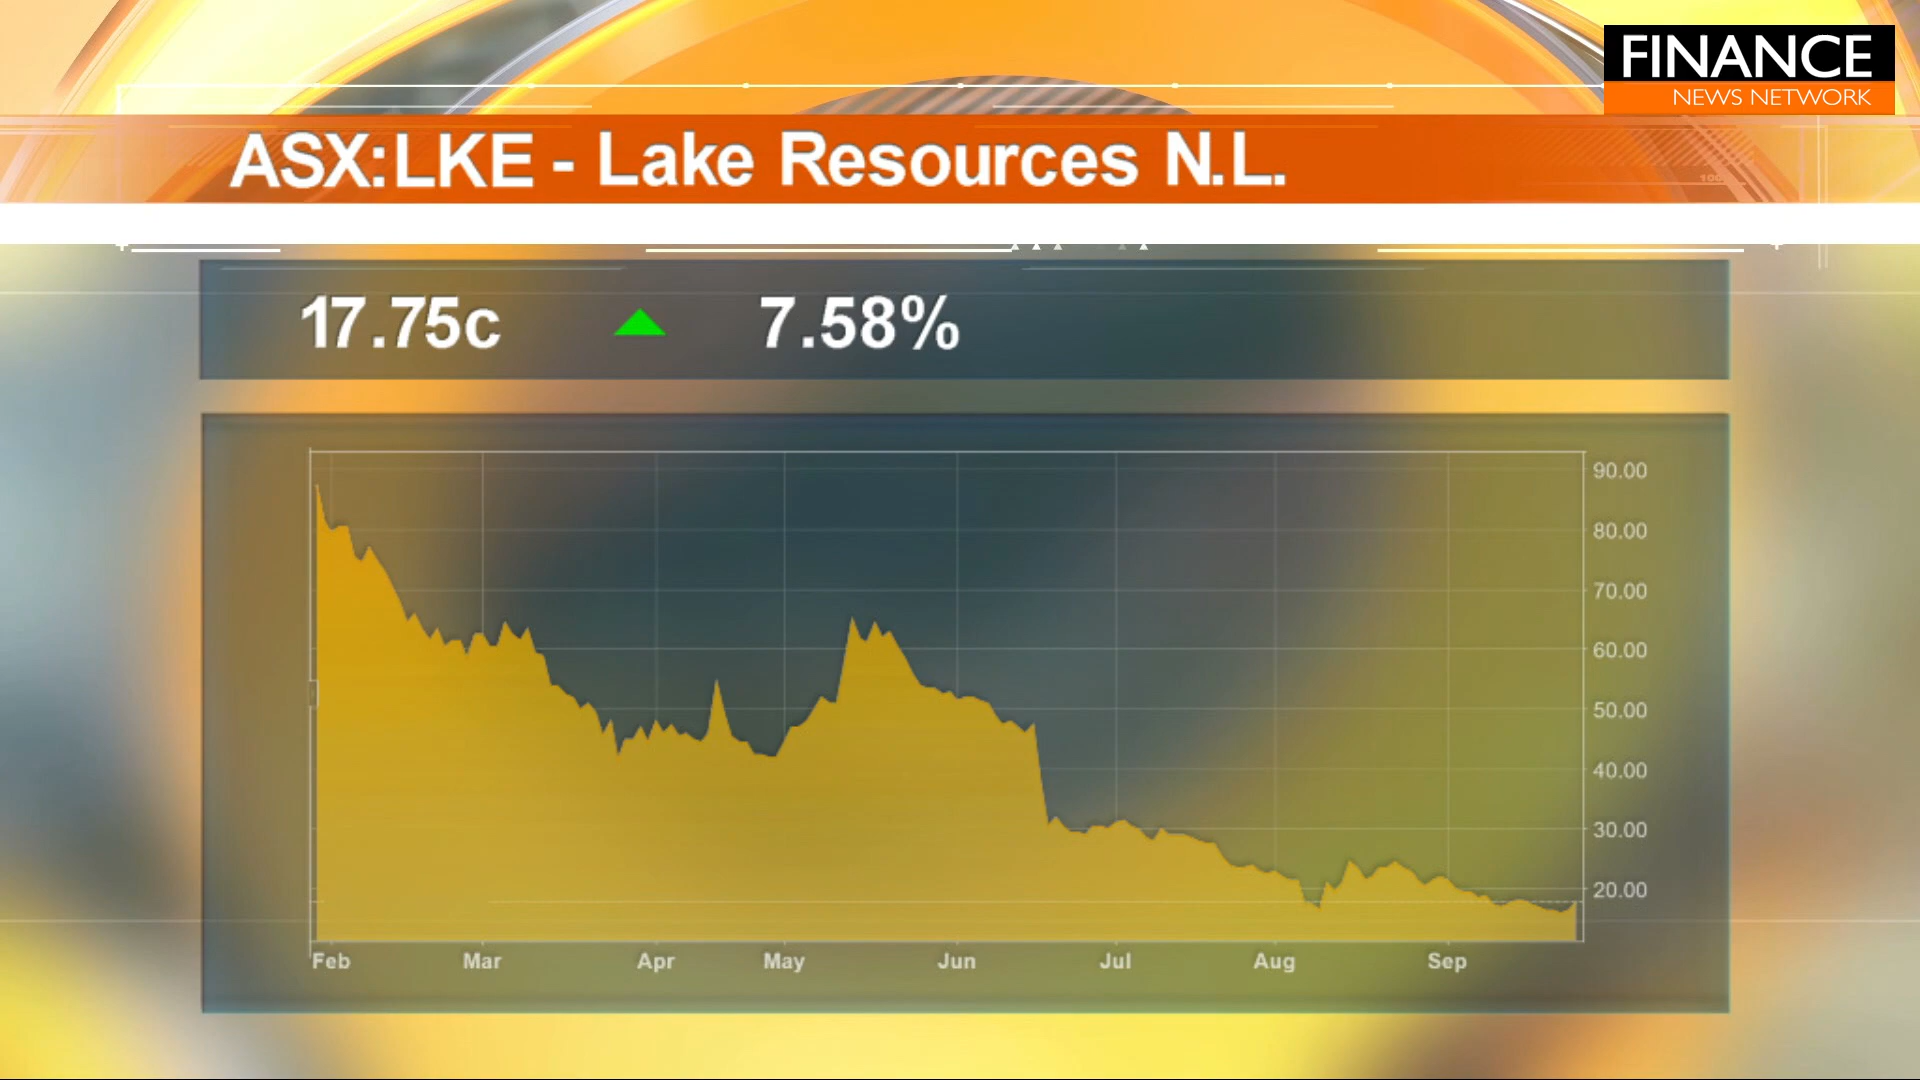 FINANCE
NEWS NETWORK
ASX:LKE - Lake Resources N.L.
17.75c 7.58%
90.00
80.00
70.00
60.00
50.00
40.00
30.00
20.00
Feb Mar Apr May Jun Jul Aug Sep